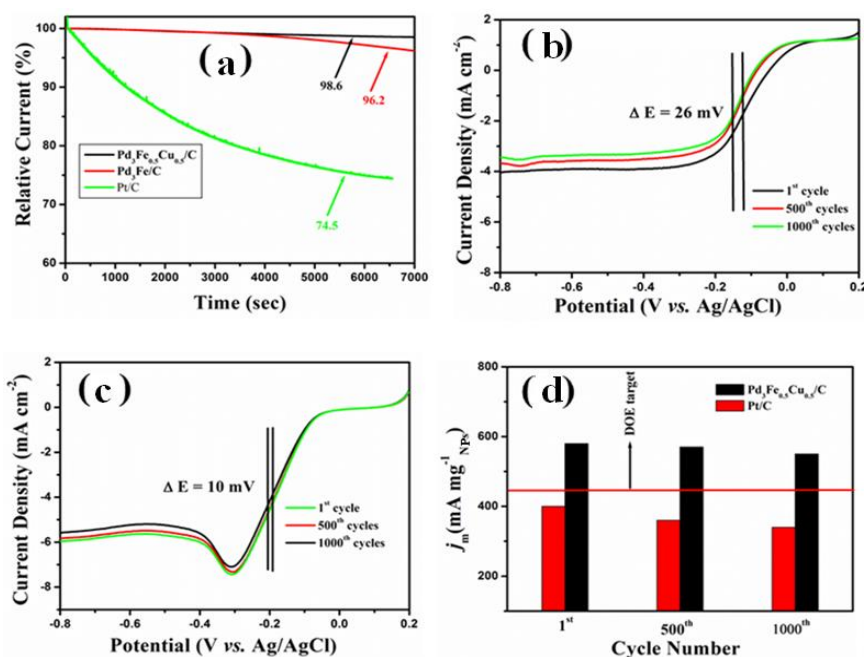 (a)
Relative Current (%)
100
90
80
70
60
98.6
96.2
74.5
Pd₃Fe₀.₅Cu₀.₅/C
Pd₃Fe/C
Pt/C
0 1000 2000 3000 4000 5000 6000 7000
Time (sec)
(b)
Current Density (mA cm⁻²)
4
2
0
-2
-4
-6
-8
Δ E = 26 mV
1ˢᵗ cycle
500ᵗʰ cycles
1000ᵗʰ cycles
-0.8 -0.6 -0.4 -0.2 0.0 0.2
Potential (V vs. Ag/AgCl)
(c)
Current Density (mA cm⁻²)
2
0
-2
-4
-6
-8
Δ E = 10 mV
1ˢᵗ cycle
500ᵗʰ cycles
1000ᵗʰ cycles
-0.8 -0.6 -0.4 -0.2 -0.0 0.2
Potential (V vs. Ag/AgCl)
(d)
jₘ (mA mg⁻¹NPs)
800
600
400
200
DOE target
Pd₃Fe₀.₅Cu₀.₅/C
Pt/C
1ˢᵗ 500ᵗʰ 1000ᵗʰ
Cycle Number